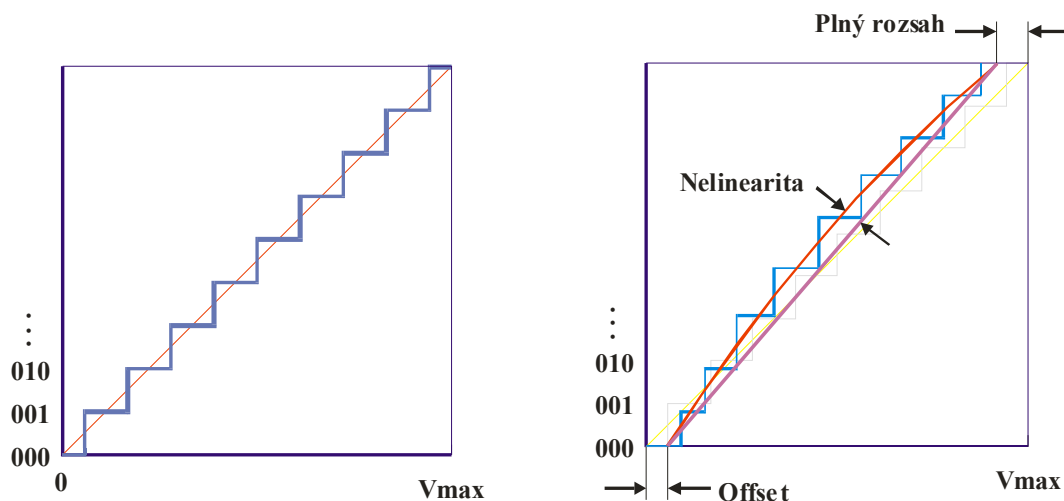 ⋮
010
001
000
0
Vmax
Plný rozsah
Nelinearita
⋮
010
001
000
Offset
Vmax